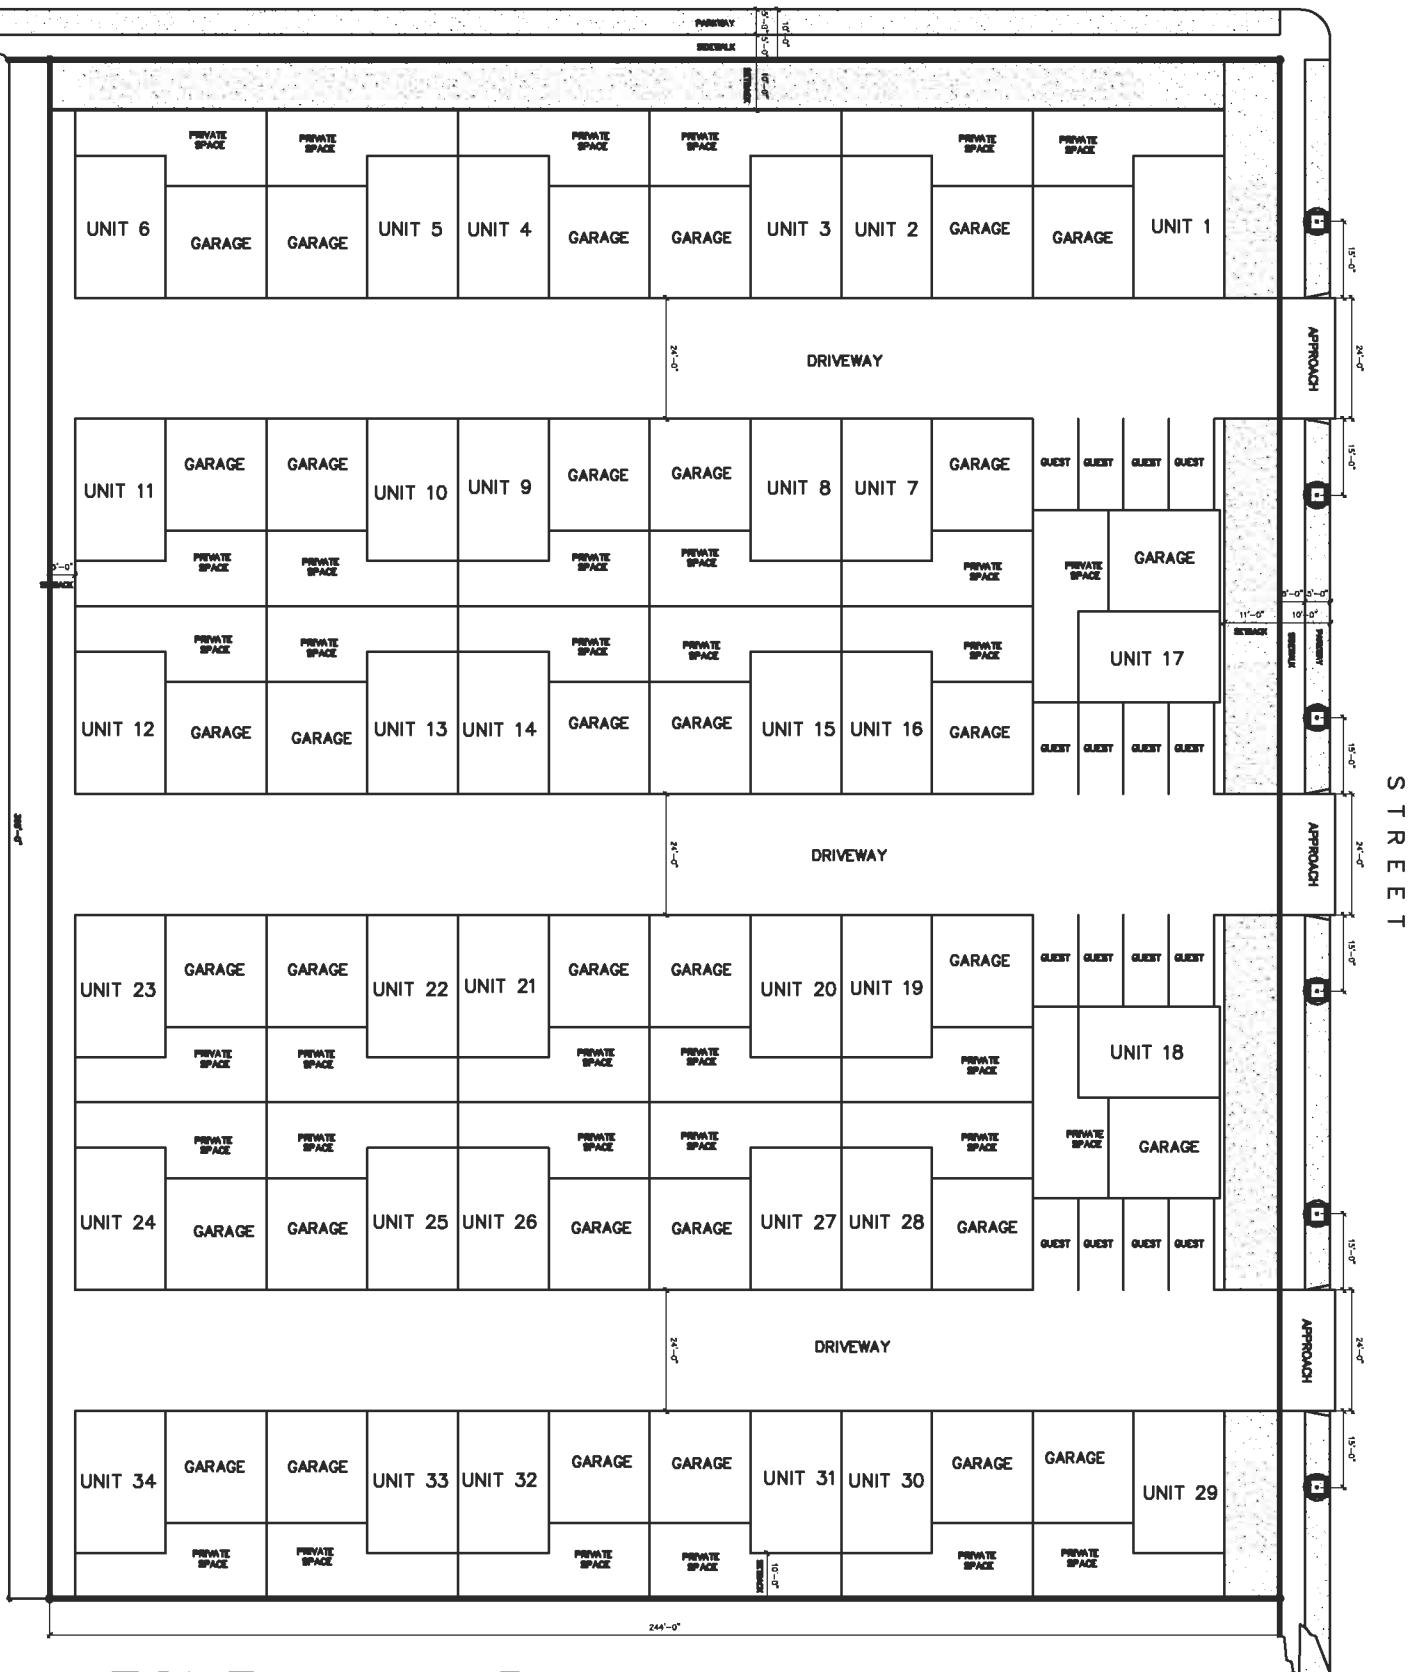 PARKWAY 5'-0" 10'-0"
SIDEWALK 5'-0"
SETBACK 10'-0"
PRIVATE SPACE PRIVATE SPACE PRIVATE SPACE PRIVATE SPACE PRIVATE SPACE PRIVATE SPACE
UNIT 6 GARAGE GARAGE UNIT 5 UNIT 4 GARAGE GARAGE UNIT 3 UNIT 2 GARAGE GARAGE UNIT 1
15'-0"
24'-0" DRIVEWAY APPROACH 24'-0"
UNIT 11 GARAGE GARAGE UNIT 10 UNIT 9 GARAGE GARAGE UNIT 8 UNIT 7 GARAGE GUEST GUEST GUEST GUEST
15'-0"
PRIVATE SPACE PRIVATE SPACE PRIVATE SPACE PRIVATE SPACE PRIVATE SPACE PRIVATE SPACE GARAGE
SETBACK
11'-0" 10'-0"
SETBACK SIDEWALK PARKWAY
PRIVATE SPACE PRIVATE SPACE PRIVATE SPACE PRIVATE SPACE PRIVATE SPACE UNIT 17
UNIT 12 GARAGE GARAGE UNIT 13 UNIT 14 GARAGE GARAGE UNIT 15 UNIT 16 GARAGE GUEST GUEST GUEST GUEST
15'-0"
STREET
24'-0" DRIVEWAY APPROACH 24'-0"
UNIT 23 GARAGE GARAGE UNIT 22 UNIT 21 GARAGE GARAGE UNIT 20 UNIT 19 GARAGE GUEST GUEST GUEST GUEST
15'-0"
PRIVATE SPACE PRIVATE SPACE PRIVATE SPACE PRIVATE SPACE PRIVATE SPACE UNIT 18
PRIVATE SPACE PRIVATE SPACE PRIVATE SPACE PRIVATE SPACE PRIVATE SPACE PRIVATE SPACE GARAGE
UNIT 24 GARAGE GARAGE UNIT 25 UNIT 26 GARAGE GARAGE UNIT 27 UNIT 28 GARAGE GUEST GUEST GUEST GUEST
15'-0"
24'-0" DRIVEWAY APPROACH 24'-0"
UNIT 34 GARAGE GARAGE UNIT 33 UNIT 32 GARAGE GARAGE UNIT 31 UNIT 30 GARAGE GARAGE UNIT 29
15'-0"
PRIVATE SPACE PRIVATE SPACE PRIVATE SPACE PRIVATE SPACE PRIVATE SPACE PRIVATE SPACE
SETBACK 10'-0"
244'-0"